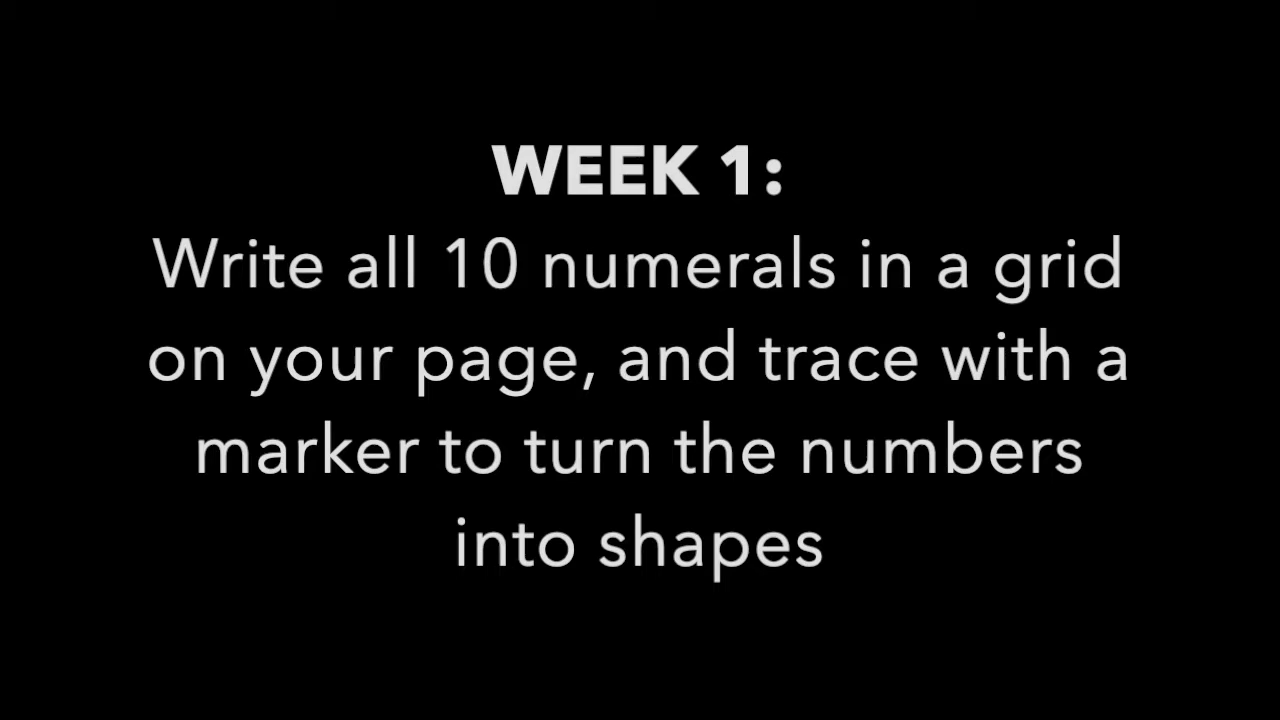 WEEK 1:
Write all 10 numerals in a grid
on your page, and trace with a
marker to turn the numbers
into shapes